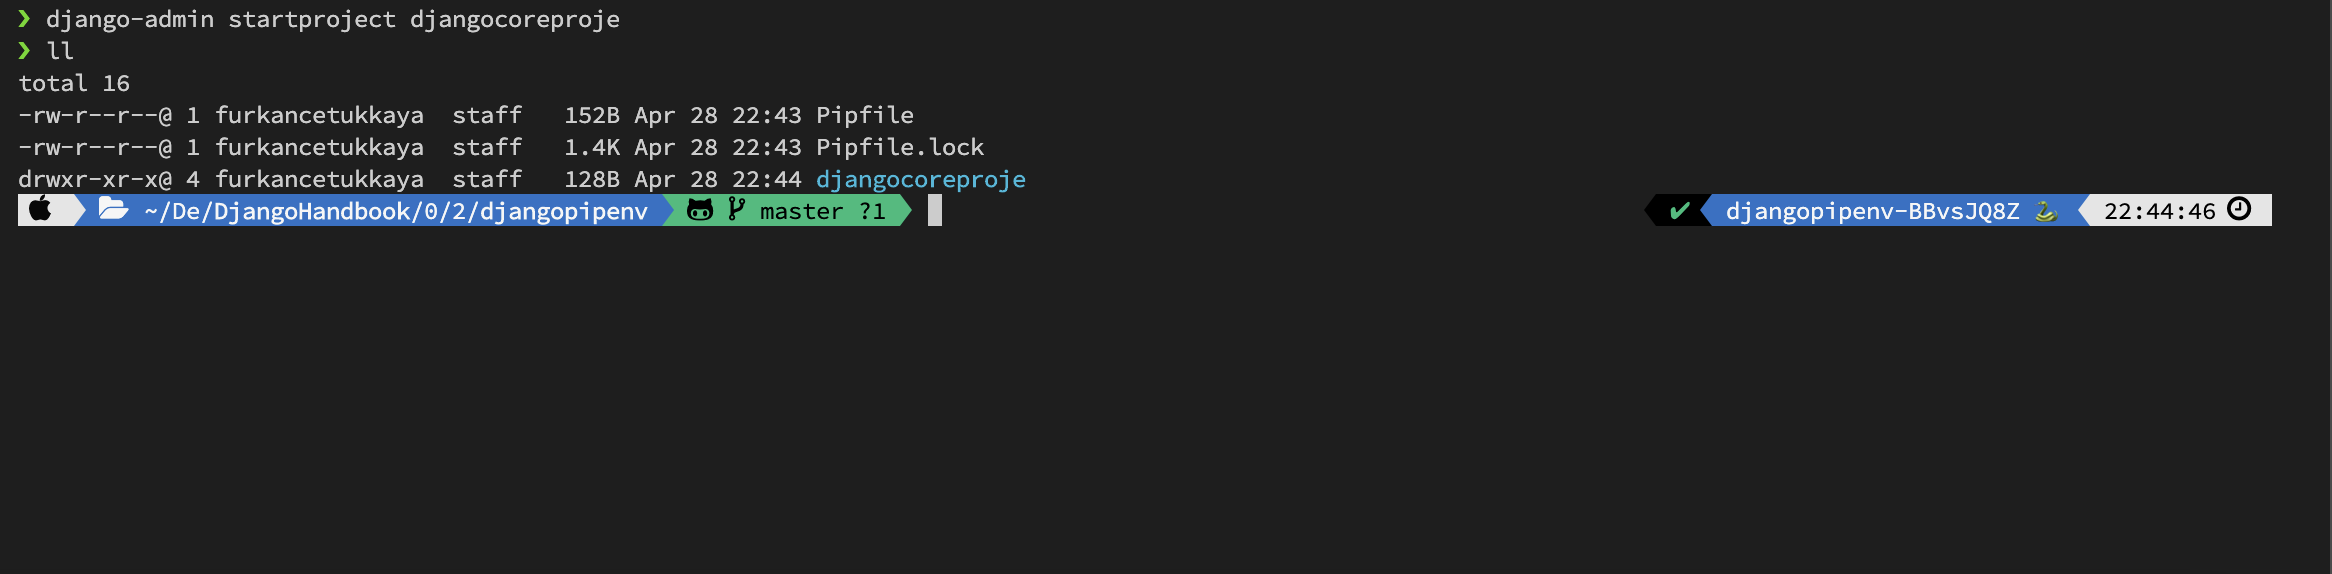 ❯ django-admin startproject djangocoreproje
❯ ll
total 16
-rw-r--r--@ 1 furkancetukkaya  staff   152B Apr 28 22:43 Pipfile
-rw-r--r--@ 1 furkancetukkaya  staff   1.4K Apr 28 22:43 Pipfile.lock
drwxr-xr-x@ 4 furkancetukkaya  staff   128B Apr 28 22:44 djangocoreproje
~/De/DjangoHandbook/0/2/djangopipenv master ?1 ✔ djangopipenv-BBvsJQ8Z 🐍 22:44:46